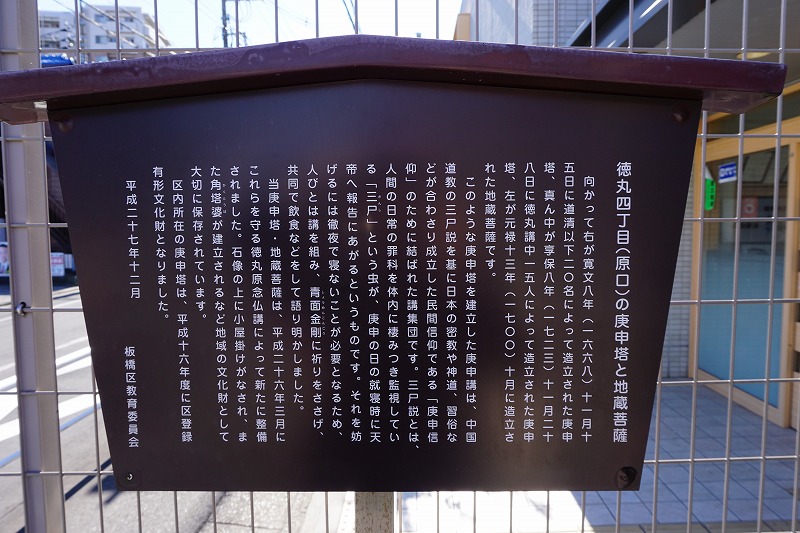 徳丸四丁目(原口)の庚申塔と地蔵菩薩
向かって右が寛文八年(一六六八)十一月十
五日に道清以下二〇名によって造立された庚申
塔、真ん中が享保八年(一七二三)十一月二十
八日に徳丸講中一五人によって造立された庚申
塔、左が元禄十三年(一七〇〇)十月に造立さ
れた地蔵菩薩です。
このような庚申塔を建立した庚申講は、中国
道教の三尸説を基に日本の密教や神道、習俗な
どが合わさり成立した民間信仰である「庚申信
仰」のために結ばれた講集団です。三尸説とは、
人間の日常の罪科を体内に棲みつき監視してい
る「三尸」という虫が、庚申の日の就寝時に天
帝へ報告にあがるというものです。それを妨
げるには徹夜で寝ないことが必要となるため、
人びとは講を組み、青面金剛に祈りをささげ、
共同で飲食などをして語り明かしました。
当庚申塔・地蔵菩薩は、平成二十六年三月に
これらを守る徳丸原念仏講によって新たに整備
されました。石像の上に小屋掛けがなされ、ま
た角塔婆が建立されるなど地域の文化財として
大切に保存されています。
区内所在の庚申塔は、平成十六年度に区登録
有形文化財となりました。
平成二十七年十二月
板橋区教育委員会